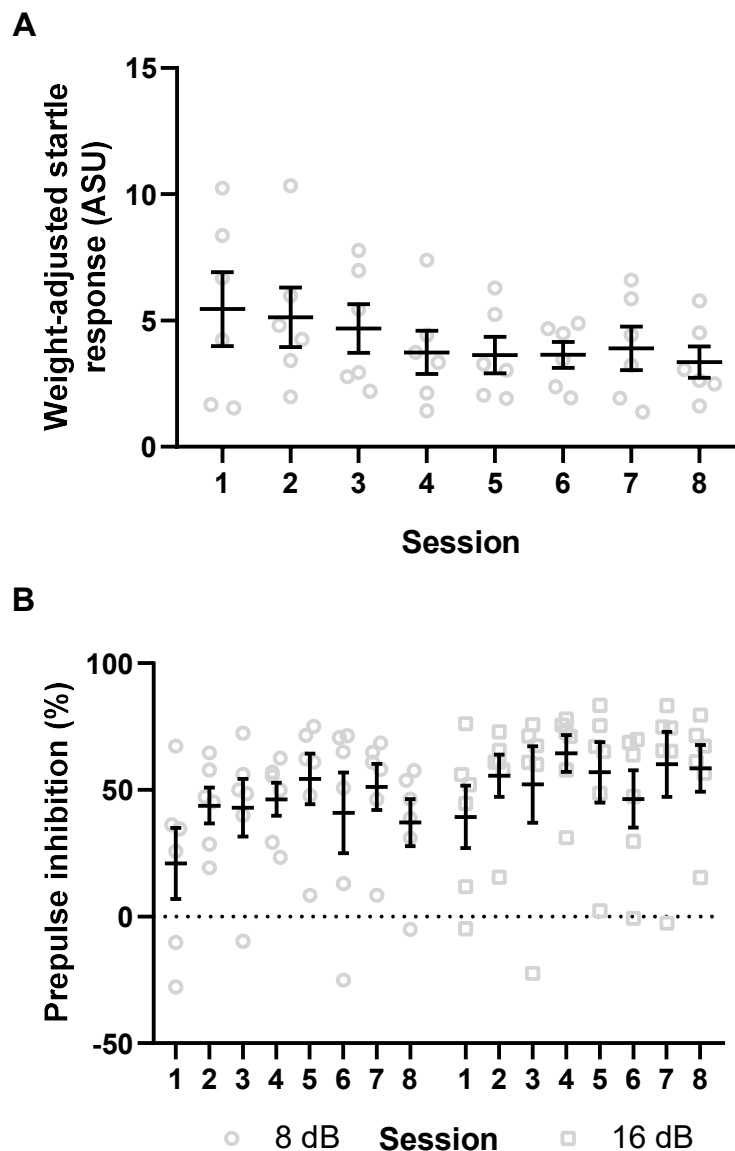 A
Weight-adjusted startle
response (ASU)
15
10
5
0
1 2 3 4 5 6 7 8
Session
B
Prepulse inhibition (%)
100
50
0
-50
1 2 3 4 5 6 7 8 1 2 3 4 5 6 7 8
8 dB Session 16 dB